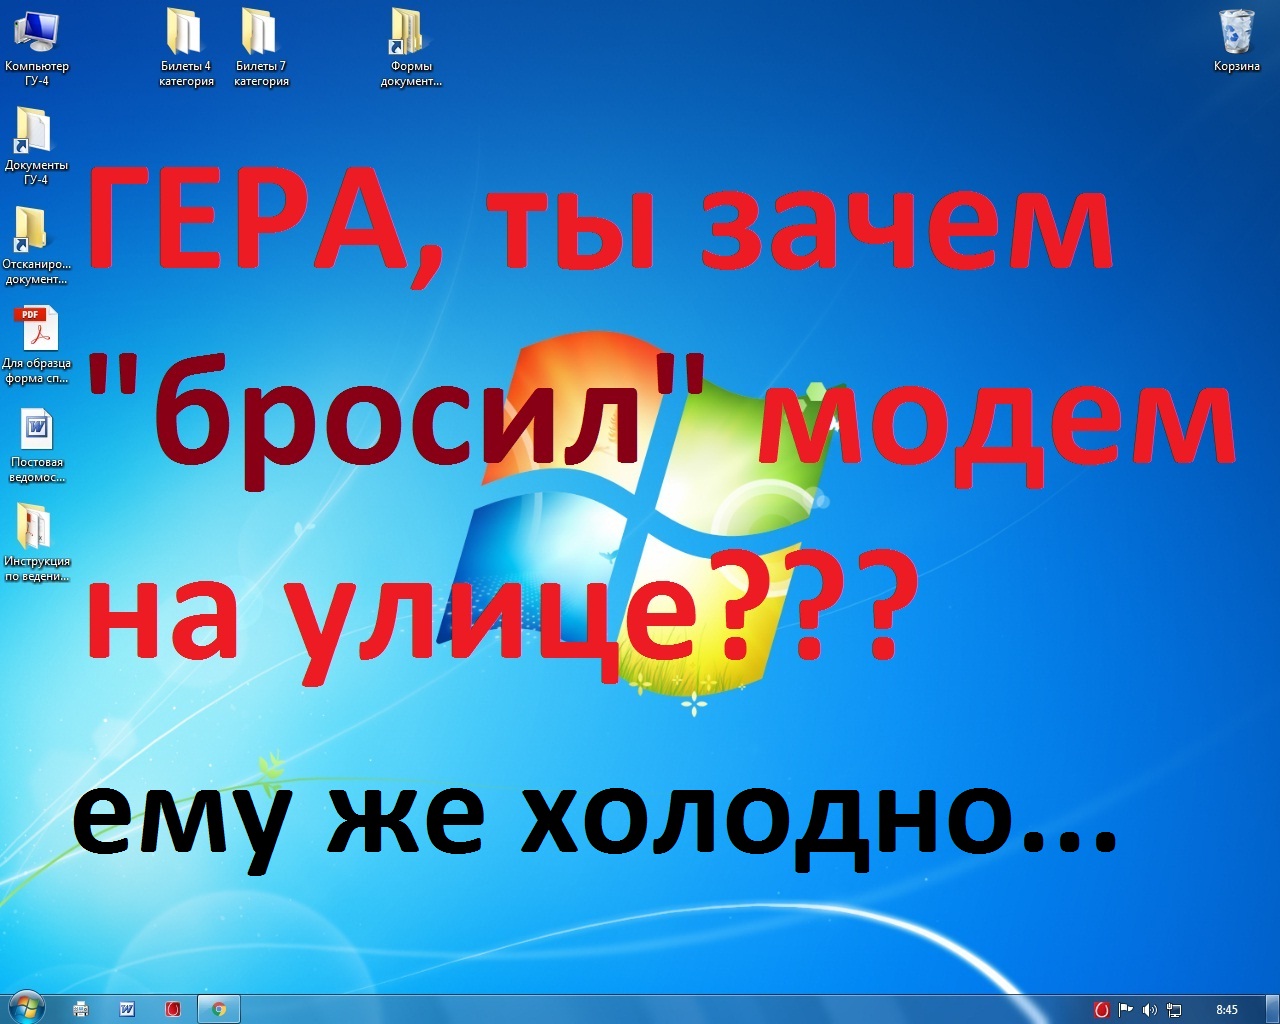 Компьютер
ГУ-4
Билеты 4
категория
Билеты 7
категория
Формы
документ...
Корзина
Документы
ГУ-4
Отсканиро...
документ...
PDF
Для образца
форма сп...
Постовая
ведомос...
Инструкция
по ведени...
ГЕРА, ты зачем
"бросил" модем
на улице???
ему же холодно...
8:45